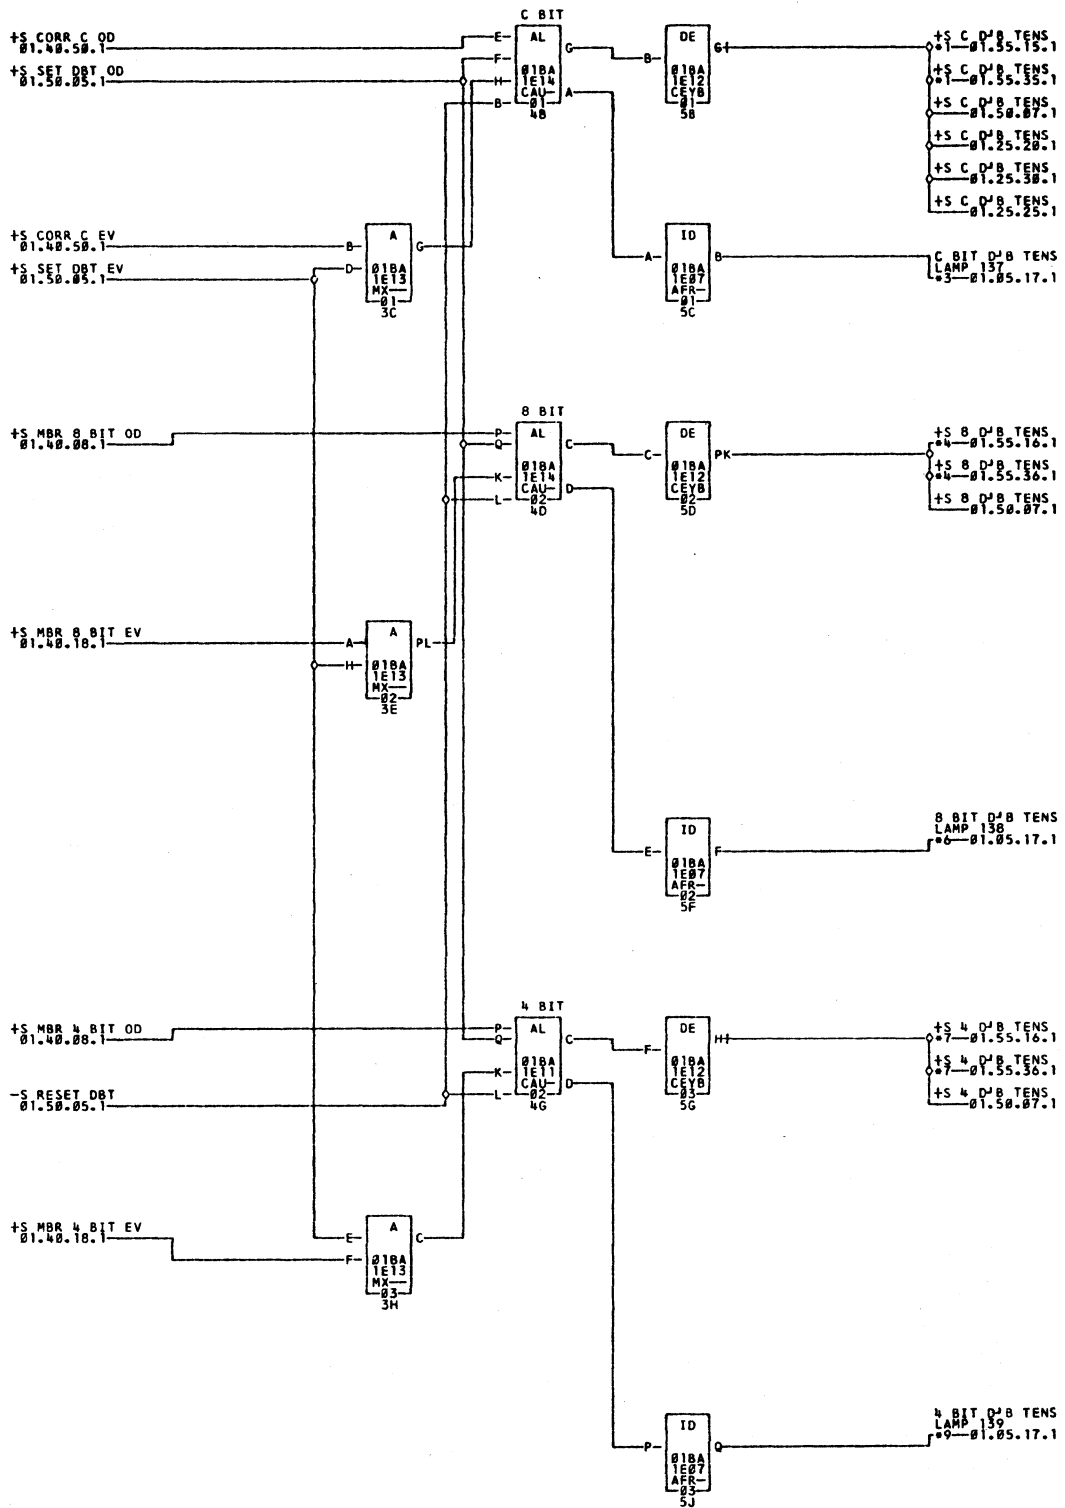 C BIT
+S CORR C OD
01.40.50.1
+S SET DBT OD
01.50.05.1
E
F
H
B
AL
01BA
1E14
CAU-
01
4B
G
A
B
DE
01BA
1E12
CEYB
01
5B
G
+S C D'B TENS
*1 01.55.15.1
+S C D'B TENS
*1 01.55.35.1
+S C D'B TENS
01.50.07.1
+S C D'B TENS
01.25.20.1
+S C D'B TENS
01.25.30.1
+S C D'B TENS
01.25.25.1
+S CORR C EV
01.40.50.1
+S SET DBT EV
01.50.05.1
B
D
A
01BA
1E13
MX
01
3C
G
A
ID
01BA
1E07
AFR-
01
5C
B
C BIT D'B TENS
LAMP 137
*3 01.05.17.1
8 BIT
+S MBR 8 BIT OD
01.40.08.1
P
Q
K
L
AL
01BA
1E14
CAU-
02
4D
C
D
C
DE
01BA
1E12
CEYB
02
5D
PK
+S 8 D'B TENS
*4 01.55.16.1
+S 8 D'B TENS
*4 01.55.36.1
+S 8 D'B TENS
01.50.07.1
+S MBR 8 BIT EV
01.40.18.1
A
H
A
01BA
1E13
MX
02
3E
PL
E
ID
01BA
1E07
AFR-
02
5F
F
8 BIT D'B TENS
LAMP 138
*6 01.05.17.1
4 BIT
+S MBR 4 BIT OD
01.40.08.1
-S RESET DBT
01.50.05.1
P
Q
K
L
AL
01BA
1E11
CAU-
02
4G
C
D
F
DE
01BA
1E12
CEYB
03
5G
H
+S 4 D'B TENS
*7 01.55.16.1
+S 4 D'B TENS
*7 01.55.36.1
+S 4 D'B TENS
01.50.07.1
+S MBR 4 BIT EV
01.40.18.1
E
F
A
01BA
1E13
MX
03
3H
C
P
ID
01BA
1E07
AFR-
03
5J
Q
4 BIT D'B TENS
LAMP 139
*9 01.05.17.1